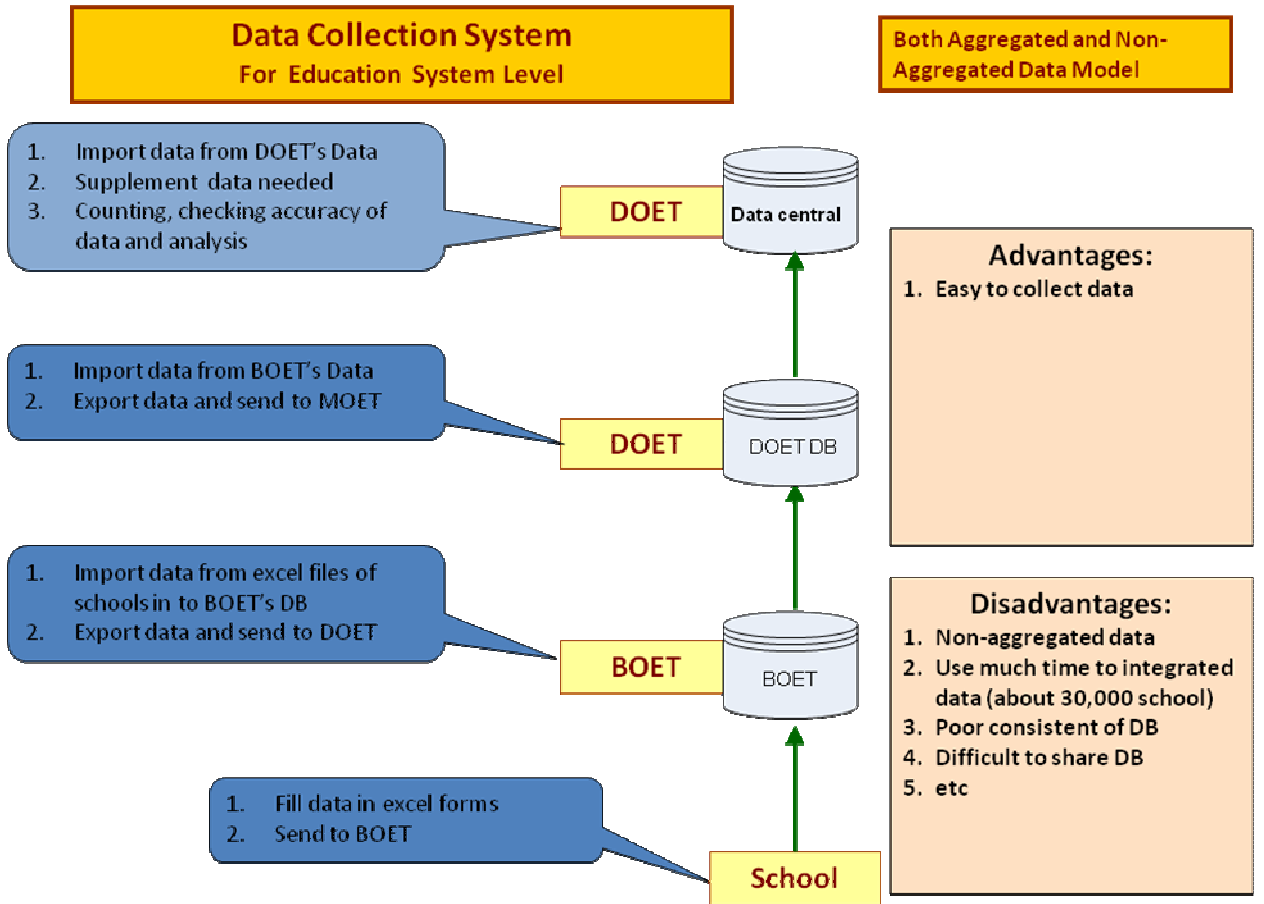 Data Collection System
For Education System Level
Both Aggregated and Non-
Aggregated Data Model
1. Import data from DOET's Data
2. Supplement data needed
3. Counting, checking accuracy of
data and analysis
DOET
Data central
Advantages:
1. Easy to collect data
1. Import data from BOET's Data
2. Export data and send to MOET
DOET
DOET DB
1. Import data from excel files of
schools in to BOET's DB
2. Export data and send to DOET
BOET
BOET
Disadvantages:
1. Non-aggregated data
2. Use much time to integrated
data (about 30,000 school)
3. Poor consistent of DB
4. Difficult to share DB
5. etc
1. Fill data in excel forms
2. Send to BOET
School